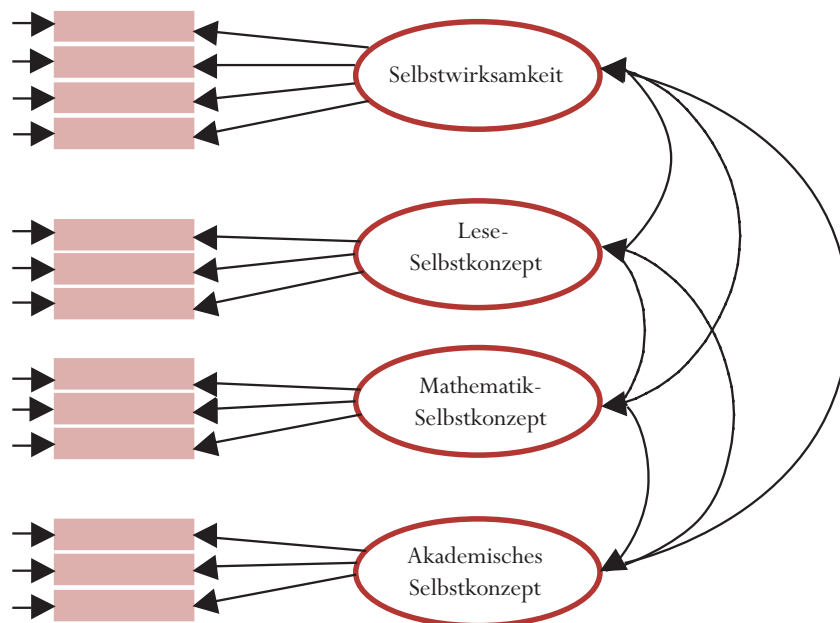 Selbstwirksamkeit
Lese-
Selbstkonzept
Mathematik-
Selbstkonzept
Akademisches
Selbstkonzept